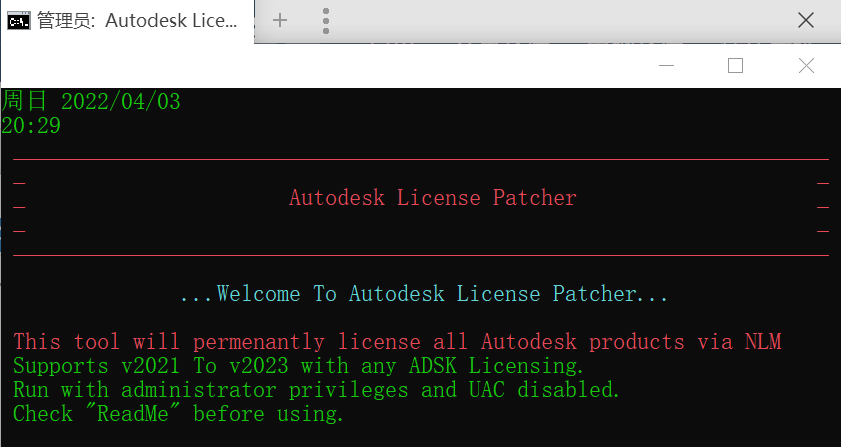 管理员: Autodesk Lice...
周日 2022/04/03
20:29
Autodesk License Patcher
...Welcome To Autodesk License Patcher...
This tool will permenantly license all Autodesk products via NLM
Supports v2021 To v2023 with any ADSK Licensing.
Run with administrator privileges and UAC disabled.
Check "ReadMe" before using.